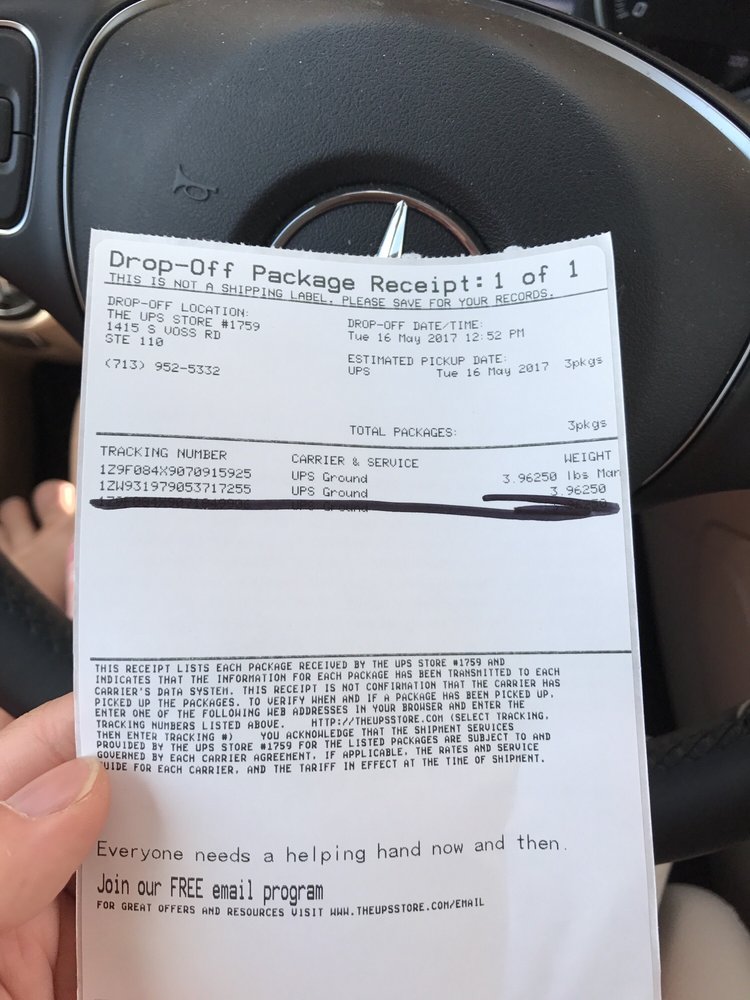 Drop-Off Package Receipt: 1 of 1
THIS IS NOT A SHIPPING LABEL. PLEASE SAVE FOR YOUR RECORDS.
DROP-OFF LOCATION:
THE UPS STORE #1759
1415 S VOSS RD
STE 110
(713) 952-5332
DROP-OFF DATE/TIME:
Tue 16 May 2017 12:52 PM
ESTIMATED PICKUP DATE:
UPS Tue 16 May 2017 3pkgs
TOTAL PACKAGES: 3pkgs
TRACKING NUMBER CARRIER & SERVICE WEIGHT
1Z9F084X9070915925 UPS Ground 3.96250 lbs Man
1ZW931979053717255 UPS Ground 3.96250
THIS RECEIPT LISTS EACH PACKAGE RECEIVED BY THE UPS STORE #1759 AND
INDICATES THAT THE INFORMATION FOR EACH PACKAGE HAS BEEN TRANSMITTED TO EACH
CARRIER'S DATA SYSTEM. THIS RECEIPT IS NOT CONFIRMATION THAT THE CARRIER HAS
PICKED UP THE PACKAGES. TO VERIFY WHEN AND IF A PACKAGE HAS BEEN PICKED UP,
ENTER ONE OF THE FOLLOWING WEB ADDRESSES IN YOUR BROWSER AND ENTER THE
TRACKING NUMBERS LISTED ABOVE. HTTP://THEUPSSTORE.COM (SELECT TRACKING,
THEN ENTER TRACKING #) YOU ACKNOWLEDGE THAT THE SHIPMENT SERVICES
PROVIDED BY THE UPS STORE #1759 FOR THE LISTED PACKAGES ARE SUBJECT TO AND
GOVERNED BY EACH CARRIER AGREEMENT, IF APPLICABLE, THE RATES AND SERVICE
GUIDE FOR EACH CARRIER, AND THE TARIFF IN EFFECT AT THE TIME OF SHIPMENT.
Everyone needs a helping hand now and then.
Join our FREE email program
FOR GREAT OFFERS AND RESOURCES VISIT WWW.THEUPSSTORE.COM/EMAIL